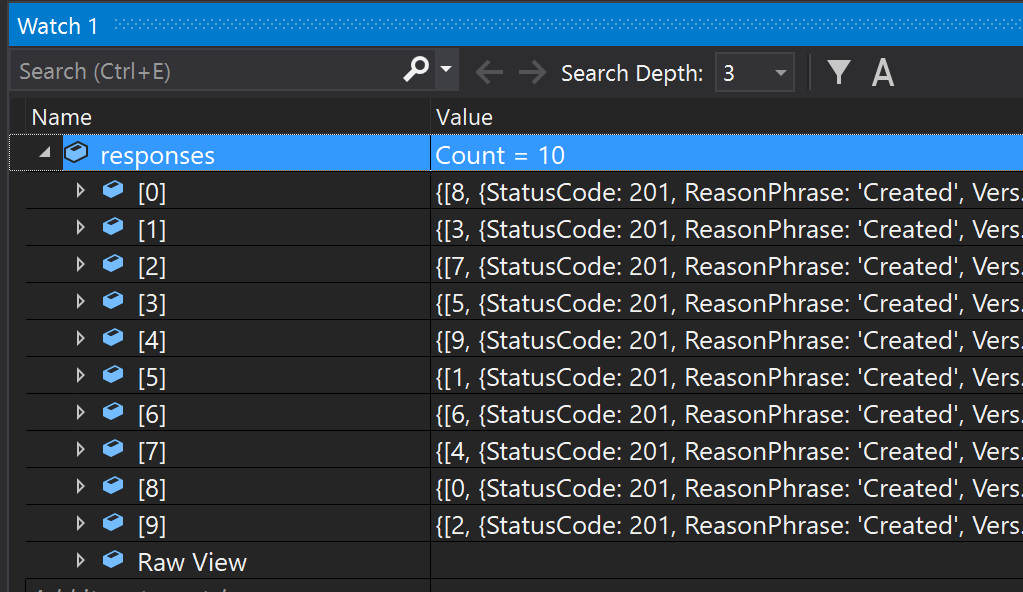 Watch 1
Search (Ctrl+E) Search Depth: 3 A
Name Value
responses Count = 10
[0] {[8, {StatusCode: 201, ReasonPhrase: 'Created', Vers.
[1] {[3, {StatusCode: 201, ReasonPhrase: 'Created', Vers.
[2] {[7, {StatusCode: 201, ReasonPhrase: 'Created', Vers.
[3] {[5, {StatusCode: 201, ReasonPhrase: 'Created', Vers.
[4] {[9, {StatusCode: 201, ReasonPhrase: 'Created', Vers.
[5] {[1, {StatusCode: 201, ReasonPhrase: 'Created', Vers.
[6] {[6, {StatusCode: 201, ReasonPhrase: 'Created', Vers.
[7] {[4, {StatusCode: 201, ReasonPhrase: 'Created', Vers.
[8] {[0, {StatusCode: 201, ReasonPhrase: 'Created', Vers.
[9] {[2, {StatusCode: 201, ReasonPhrase: 'Created', Vers.
Raw View